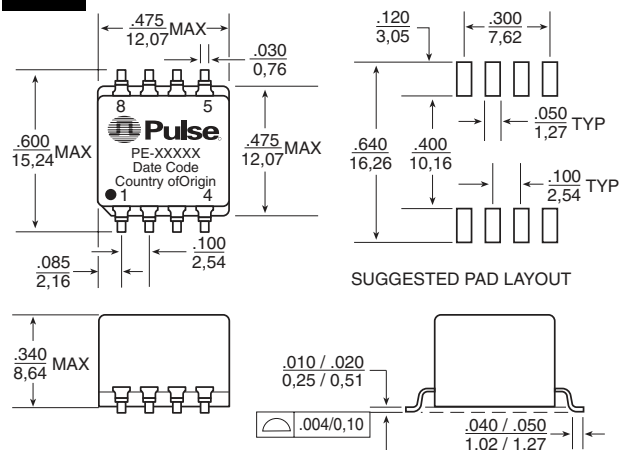 .475
12,07 MAX
.030
0,76
8 5
Pulse
PE-XXXXX
Date Code
Country ofOrigin
1 4
.600
15,24 MAX
.475
12,07 MAX
.100
2,54
.085
2,16
.120
3,05
.300
7,62
.050
1,27 TYP
.640
16,26
.400
10,16
.100
2,54 TYP
SUGGESTED PAD LAYOUT
.340
8,64 MAX
.010 / .020
0,25 / 0,51
.004/0,10
.040 / .050
1.02 / 1.27